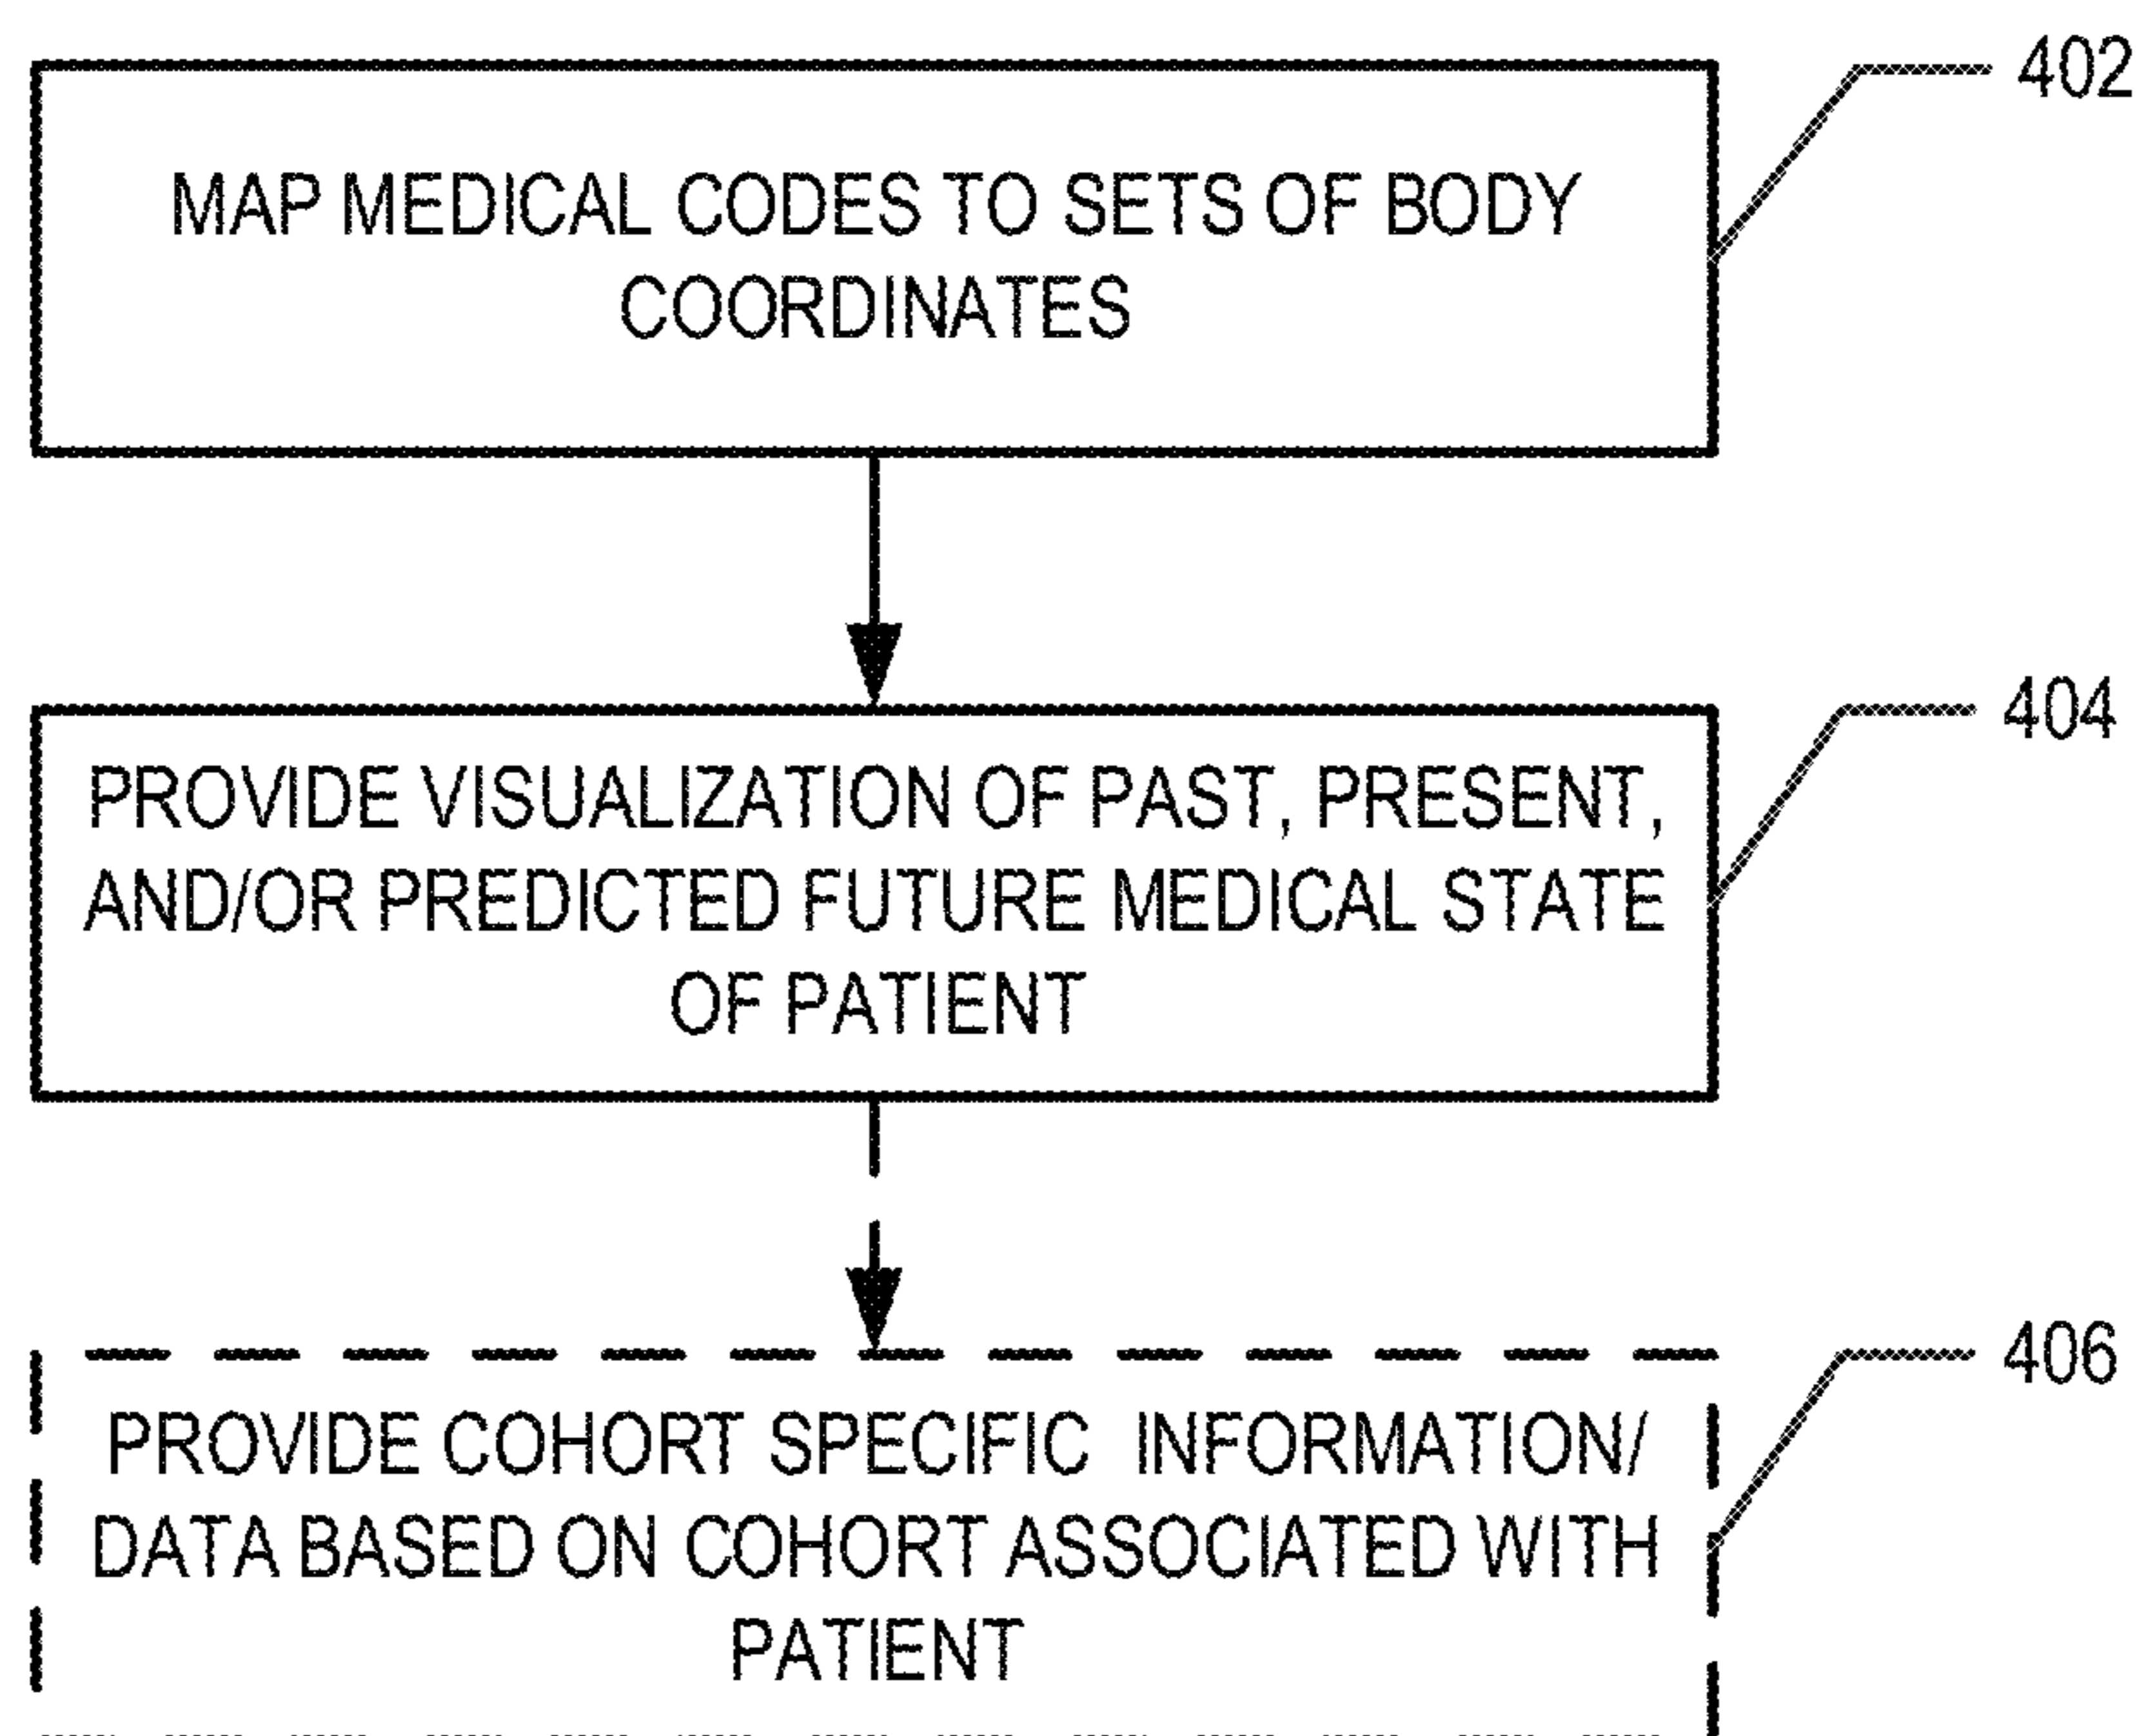 402
MAP MEDICAL CODES TO SETS OF BODY
COORDINATES
404
PROVIDE VISUALIZATION OF PAST, PRESENT,
AND/OR PREDICTED FUTURE MEDICAL STATE
OF PATIENT
406
PROVIDE COHORT SPECIFIC INFORMATION/
DATA BASED ON COHORT ASSOCIATED WITH
PATIENT